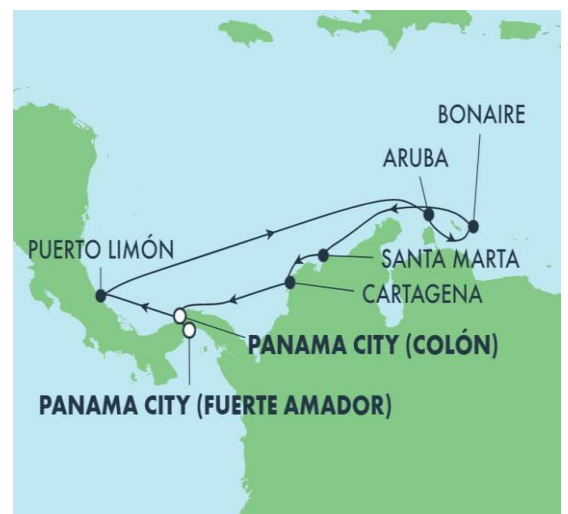 BONAIRE
ARUBA
PUERTO LIMÓN
SANTA MARTA
CARTAGENA
PANAMA CITY (COLÓN)
PANAMA CITY (FUERTE AMADOR)